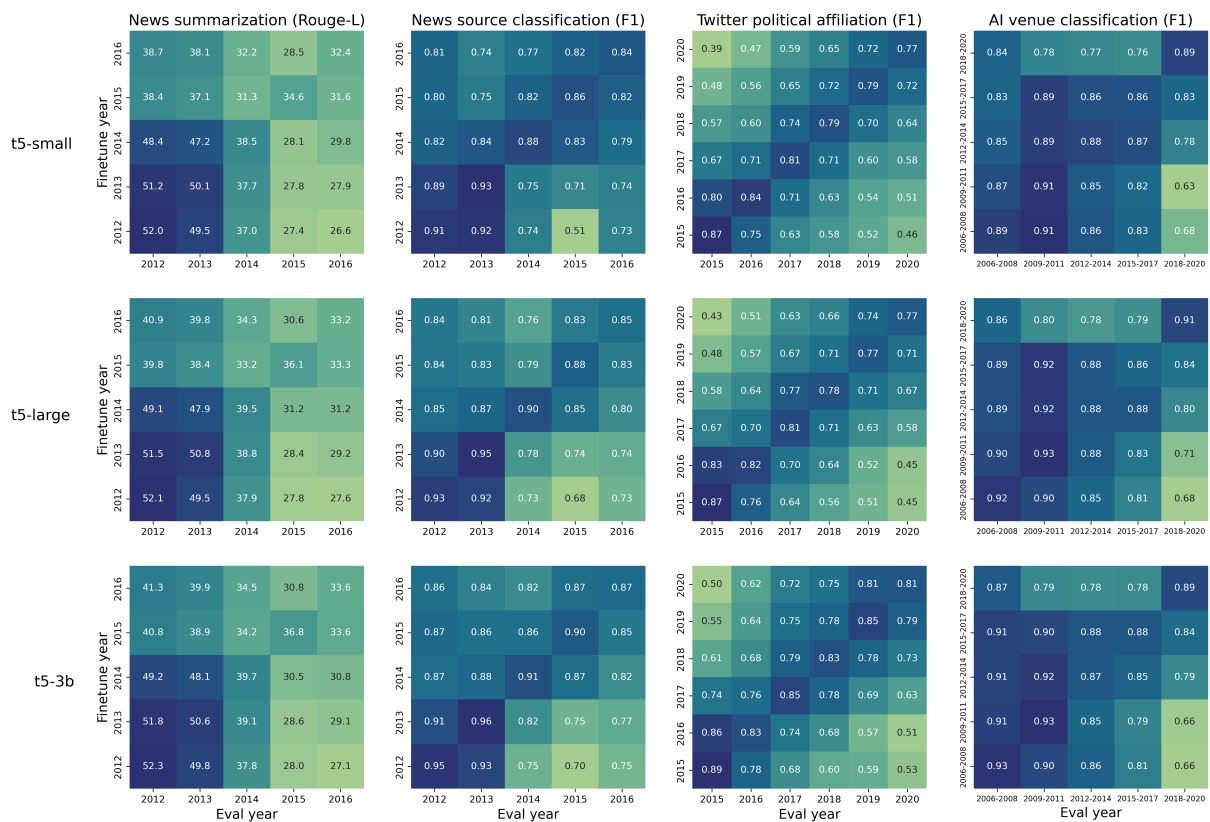 News summarization (Rouge-L) News source classification (F1) Twitter political affiliation (F1) AI venue classification (F1)
t5-small
Finetune year
2016 38.7 38.1 32.2 28.5 32.4
2015 38.4 37.1 31.3 34.6 31.6
2014 48.4 47.2 38.5 28.1 29.8
2013 51.2 50.1 37.7 27.8 27.9
2012 52.0 49.5 37.0 27.4 26.6
2012 2013 2014 2015 2016
2016 0.81 0.74 0.77 0.82 0.84
2015 0.80 0.75 0.82 0.86 0.82
2014 0.82 0.84 0.88 0.83 0.79
2013 0.89 0.93 0.75 0.71 0.74
2012 0.91 0.92 0.74 0.51 0.73
2012 2013 2014 2015 2016
2020 0.39 0.47 0.59 0.65 0.72 0.77
2019 0.48 0.56 0.65 0.72 0.79 0.72
2018 0.57 0.60 0.74 0.79 0.70 0.64
2017 0.67 0.71 0.81 0.71 0.60 0.58
2016 0.80 0.84 0.71 0.63 0.54 0.51
2015 0.87 0.75 0.63 0.58 0.52 0.46
2015 2016 2017 2018 2019 2020
2018-2020 0.84 0.78 0.77 0.76 0.89
2015-2017 0.83 0.89 0.86 0.86 0.83
2012-2014 0.85 0.89 0.88 0.87 0.78
2009-2011 0.87 0.91 0.85 0.82 0.63
2006-2008 0.89 0.91 0.86 0.83 0.68
2006-2008 2009-2011 2012-2014 2015-2017 2018-2020
t5-large
Finetune year
2016 40.9 39.8 34.3 30.6 33.2
2015 39.8 38.4 33.2 36.1 33.3
2014 49.1 47.9 39.5 31.2 31.2
2013 51.5 50.8 38.8 28.4 29.2
2012 52.1 49.5 37.9 27.8 27.6
2012 2013 2014 2015 2016
2016 0.84 0.81 0.76 0.83 0.85
2015 0.84 0.83 0.79 0.88 0.83
2014 0.85 0.87 0.90 0.85 0.80
2013 0.90 0.95 0.78 0.74 0.74
2012 0.93 0.92 0.73 0.68 0.73
2012 2013 2014 2015 2016
2020 0.43 0.51 0.63 0.66 0.74 0.77
2019 0.48 0.57 0.67 0.71 0.77 0.71
2018 0.58 0.64 0.77 0.78 0.71 0.67
2017 0.67 0.70 0.81 0.71 0.63 0.58
2016 0.83 0.82 0.70 0.64 0.52 0.45
2015 0.87 0.76 0.64 0.56 0.51 0.45
2015 2016 2017 2018 2019 2020
2018-2020 0.86 0.80 0.78 0.79 0.91
2015-2017 0.89 0.92 0.88 0.86 0.84
2012-2014 0.89 0.92 0.88 0.88 0.80
2009-2011 0.90 0.93 0.88 0.83 0.71
2006-2008 0.92 0.90 0.85 0.81 0.68
2006-2008 2009-2011 2012-2014 2015-2017 2018-2020
t5-3b
Finetune year
2016 41.3 39.9 34.5 30.8 33.6
2015 40.8 38.9 34.2 36.8 33.6
2014 49.2 48.1 39.7 30.5 30.8
2013 51.8 50.6 39.1 28.6 29.1
2012 52.3 49.8 37.8 28.0 27.1
2012 2013 2014 2015 2016
Eval year
2016 0.86 0.84 0.82 0.87 0.87
2015 0.87 0.86 0.86 0.90 0.85
2014 0.87 0.88 0.91 0.87 0.82
2013 0.91 0.96 0.82 0.75 0.77
2012 0.95 0.93 0.75 0.70 0.75
2012 2013 2014 2015 2016
2020 0.50 0.62 0.72 0.75 0.81 0.81
2019 0.55 0.64 0.75 0.78 0.85 0.79
2018 0.61 0.68 0.79 0.83 0.78 0.73
2017 0.74 0.76 0.85 0.78 0.69 0.63
2016 0.86 0.83 0.74 0.68 0.57 0.51
2015 0.89 0.78 0.68 0.60 0.59 0.53
2015 2016 2017 2018 2019 2020
Eval year
2018-2020 0.87 0.79 0.78 0.78 0.89
2015-2017 0.91 0.90 0.88 0.88 0.84
2012-2014 0.91 0.92 0.87 0.85 0.79
2009-2011 0.91 0.93 0.85 0.79 0.66
2006-2008 0.93 0.90 0.86 0.81 0.66
2006-2008 2009-2011 2012-2014 2015-2017 2018-2020
Eval year